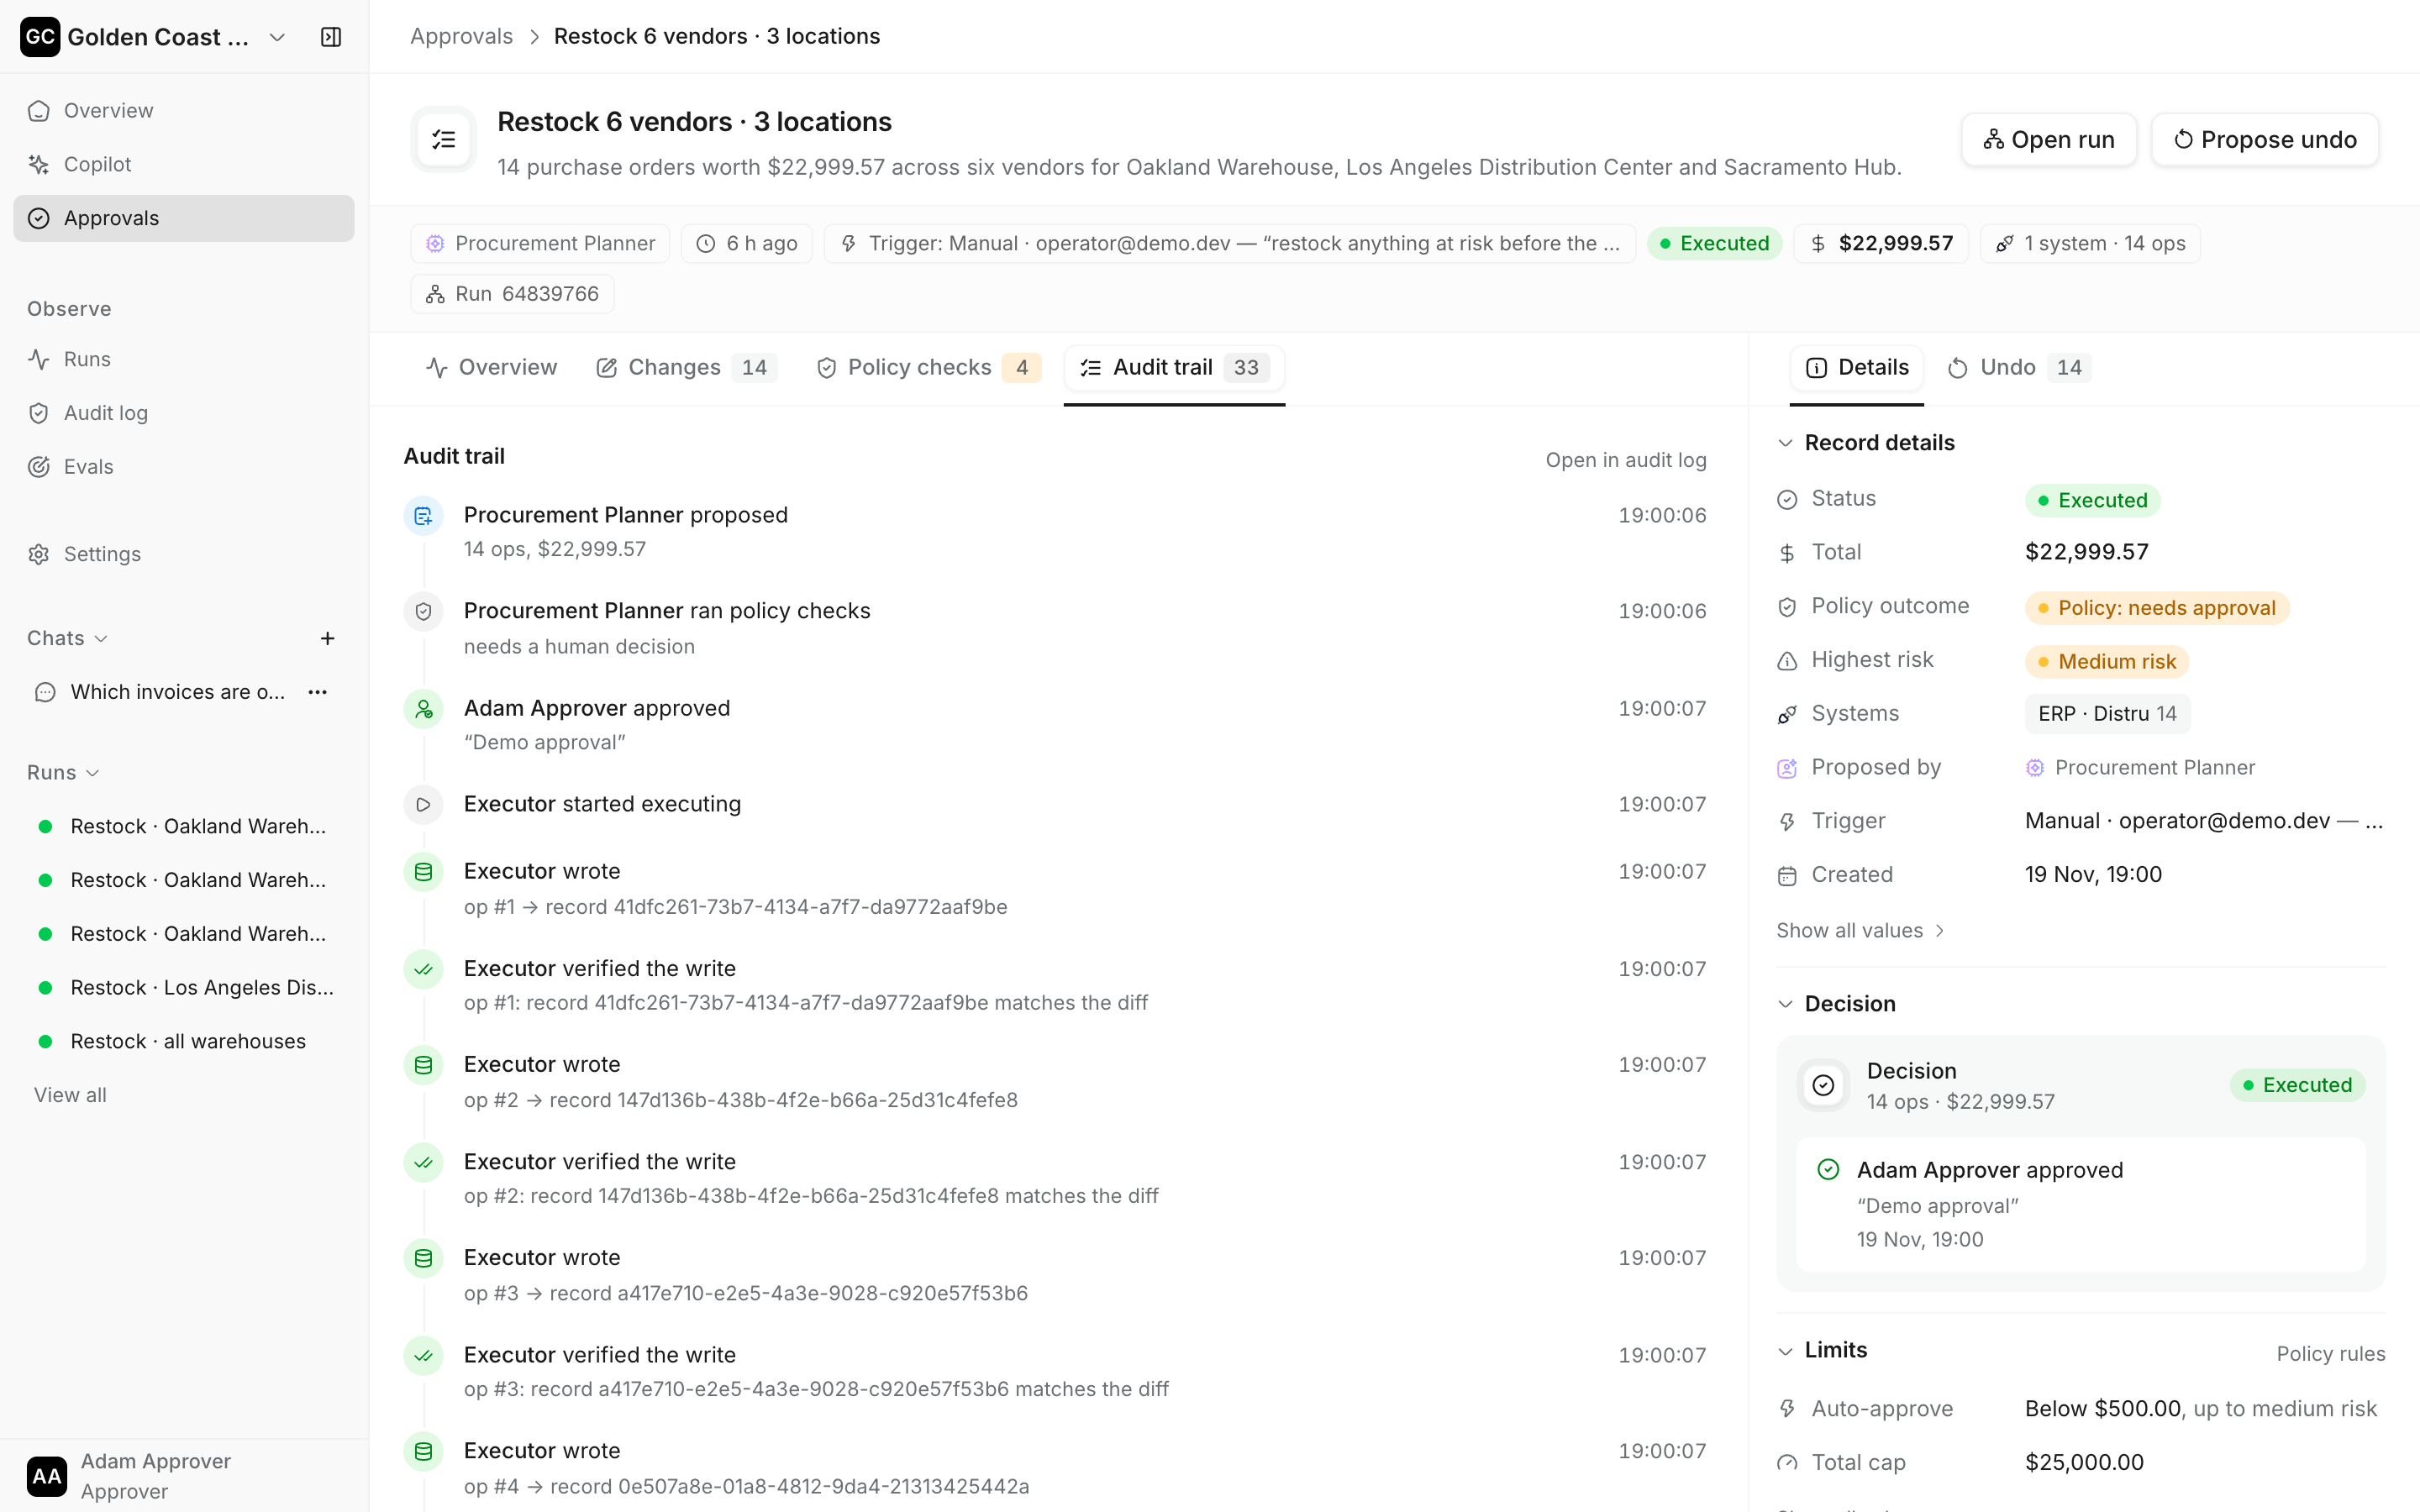 GC Golden Coast ...
Overview
Copilot
Approvals
Observe
Runs
Audit log
Evals
Settings
Chats
Which invoices are o...
Runs
Restock · Oakland Wareh...
Restock · Oakland Wareh...
Restock · Oakland Wareh...
Restock · Los Angeles Dis...
Restock · all warehouses
View all
AA
Adam Approver
Approver
Approvals > Restock 6 vendors · 3 locations
Restock 6 vendors · 3 locations
14 purchase orders worth $22,999.57 across six vendors for Oakland Warehouse, Los Angeles Distribution Center and Sacramento Hub.
Open run
Propose undo
Procurement Planner
6 h ago
Trigger: Manual · operator@demo.dev — “restock anything at risk before the ...
Executed
$22,999.57
1 system · 14 ops
Run 64839766
Overview
Changes 14
Policy checks 4
Audit trail 33
Audit trail
Open in audit log
Procurement Planner proposed 19:00:06
14 ops, $22,999.57
Procurement Planner ran policy checks 19:00:06
needs a human decision
Adam Approver approved 19:00:07
“Demo approval”
Executor started executing 19:00:07
Executor wrote 19:00:07
op #1 → record 41dfc261-73b7-4134-a7f7-da9772aaf9be
Executor verified the write 19:00:07
op #1: record 41dfc261-73b7-4134-a7f7-da9772aaf9be matches the diff
Executor wrote 19:00:07
op #2 → record 147d136b-438b-4f2e-b66a-25d31c4fefe8
Executor verified the write 19:00:07
op #2: record 147d136b-438b-4f2e-b66a-25d31c4fefe8 matches the diff
Executor wrote 19:00:07
op #3 → record a417e710-e2e5-4a3e-9028-c920e57f53b6
Executor verified the write 19:00:07
op #3: record a417e710-e2e5-4a3e-9028-c920e57f53b6 matches the diff
Executor wrote 19:00:07
op #4 → record 0e507a8e-01a8-4812-9da4-21313425442a
Details
Undo 14
Record details
Status Executed
Total $22,999.57
Policy outcome Policy: needs approval
Highest risk Medium risk
Systems ERP · Distru 14
Proposed by Procurement Planner
Trigger Manual · operator@demo.dev — ...
Created 19 Nov, 19:00
Show all values
Decision
Decision
14 ops · $22,999.57
Executed
Adam Approver approved
“Demo approval”
19 Nov, 19:00
Limits
Policy rules
Auto-approve Below $500.00, up to medium risk
Total cap $25,000.00